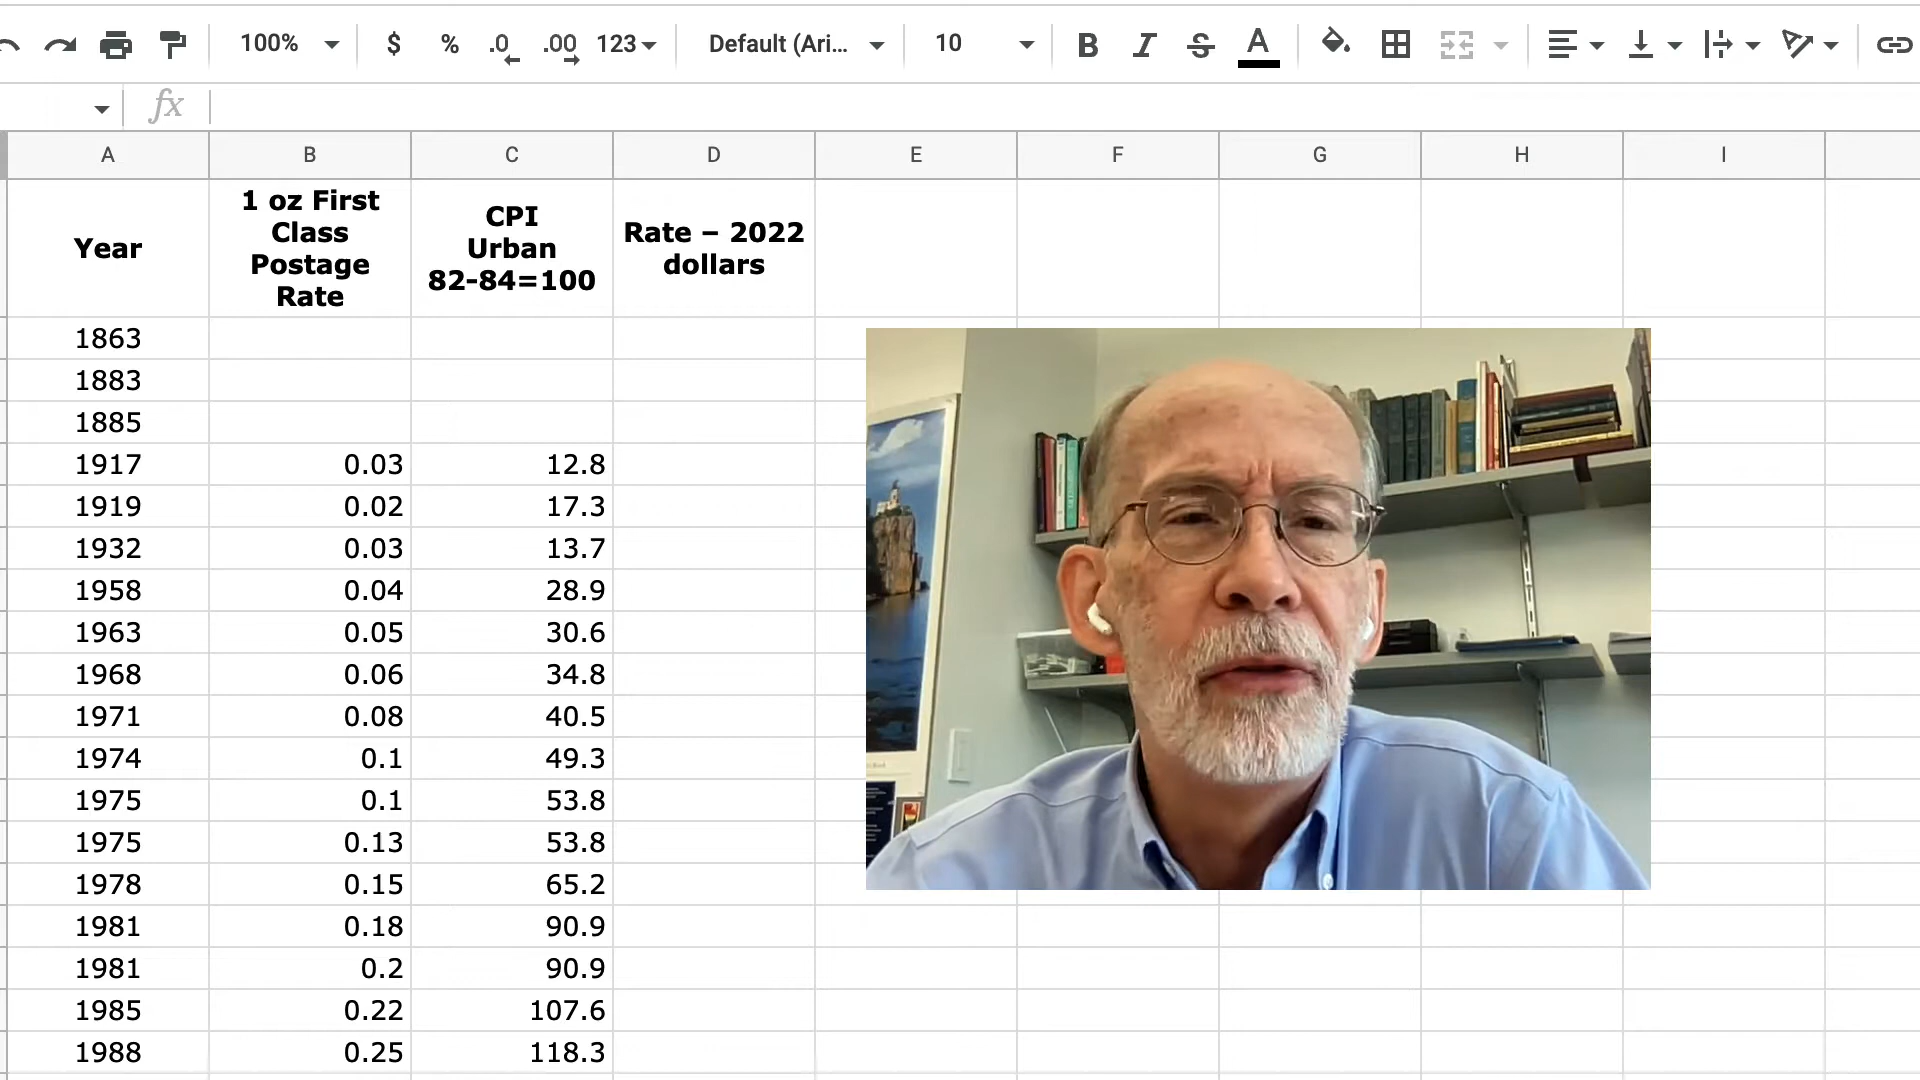 100% $ % .0 .00 123 Default (Ari... 10 B I S A
fx
A B C D E F G H I
Year
1 oz First
Class
Postage
Rate
CPI
Urban
82-84=100
Rate – 2022
dollars
1863
1883
1885
1917 0.03 12.8
1919 0.02 17.3
1932 0.03 13.7
1958 0.04 28.9
1963 0.05 30.6
1968 0.06 34.8
1971 0.08 40.5
1974 0.1 49.3
1975 0.1 53.8
1975 0.13 53.8
1978 0.15 65.2
1981 0.18 90.9
1981 0.2 90.9
1985 0.22 107.6
1988 0.25 118.3